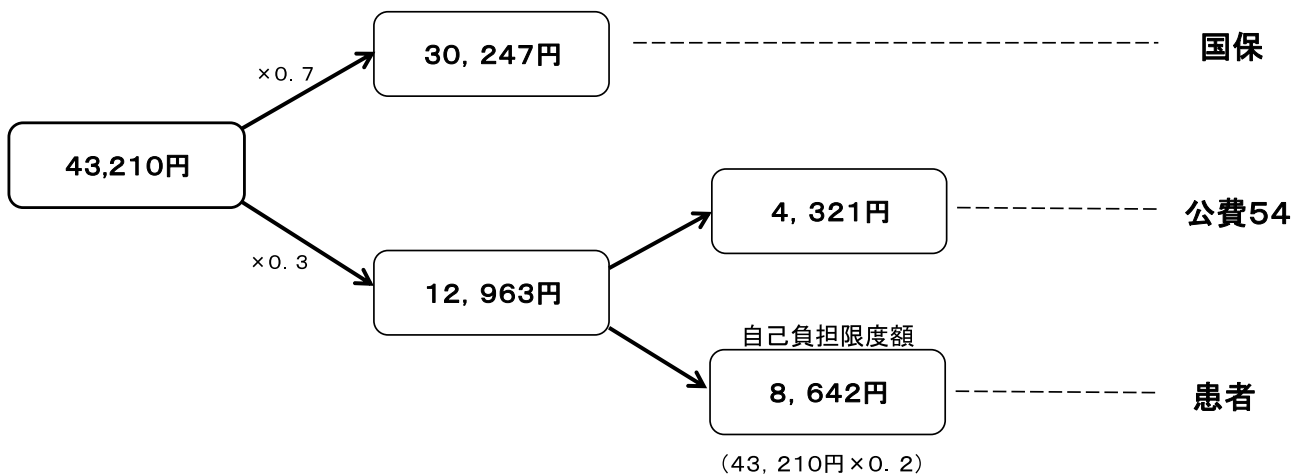 30, 247円
国保
×0. 7
43,210円
4, 321円
公費54
×0. 3
12, 963円
自己負担限度額
8, 642円
患者
（43, 210円×0. 2）